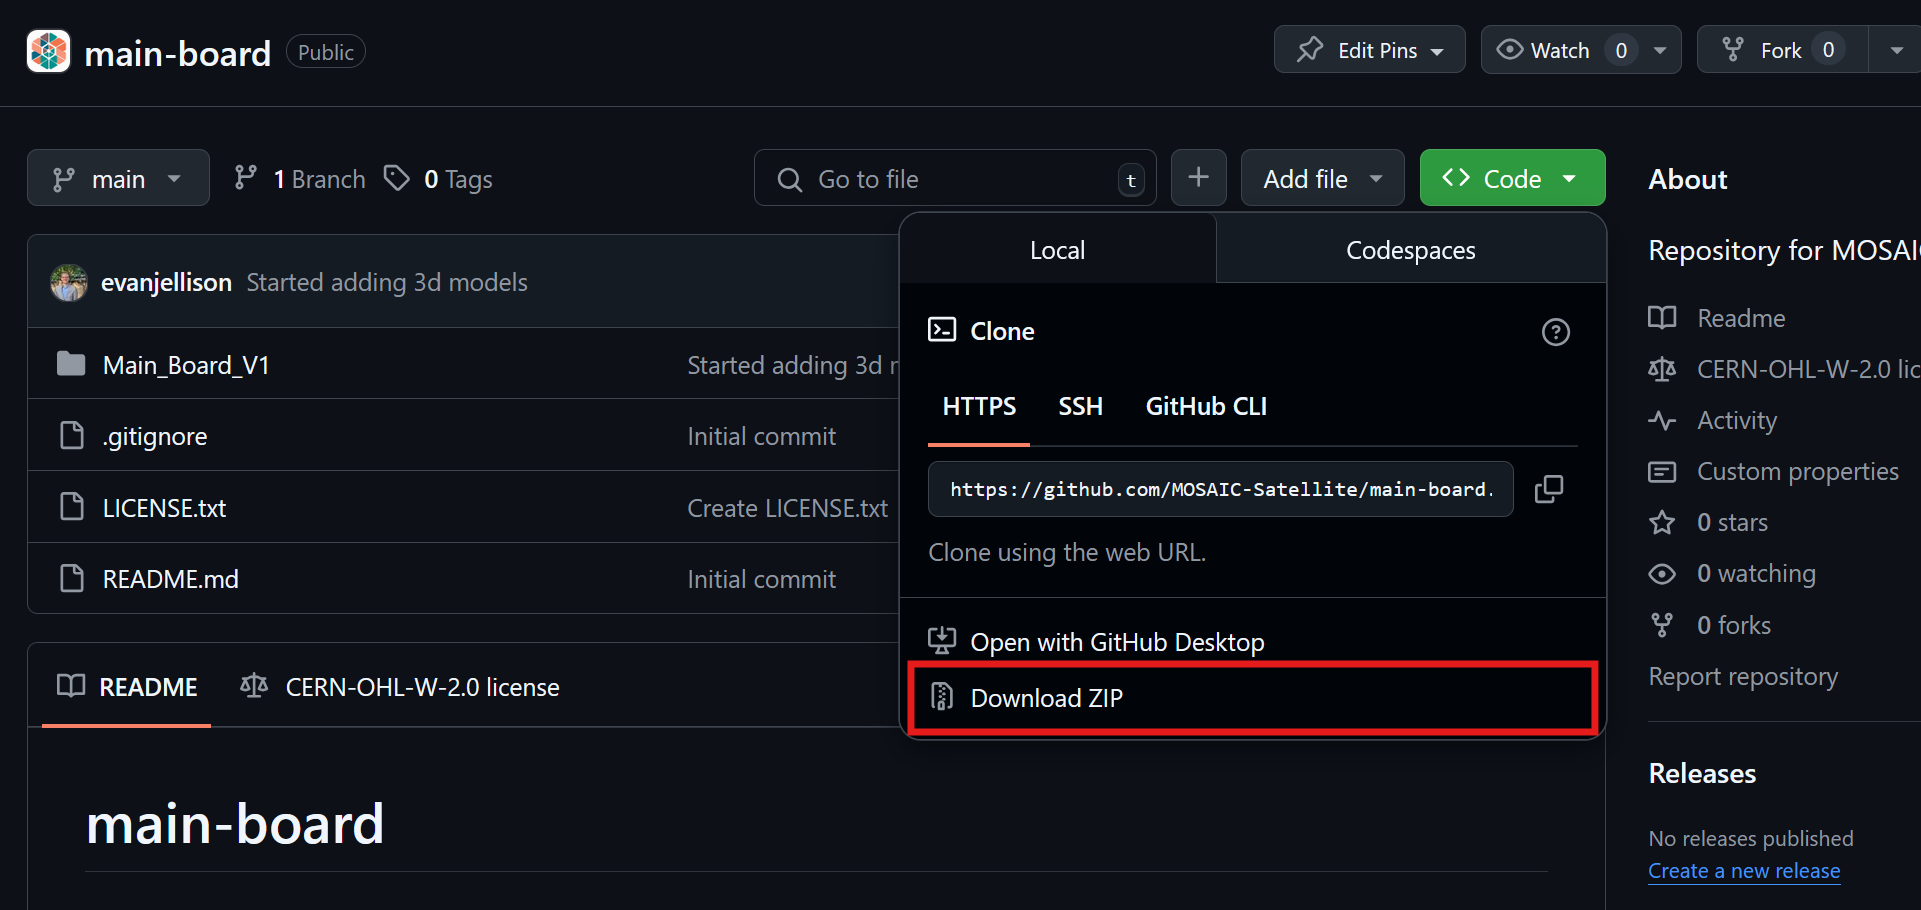 main-board Public
Edit Pins
Watch 0
Fork 0
main
1 Branch
0 Tags
Go to file t
Add file
Code
evanjellison Started adding 3d models
Main_Board_V1 Started adding 3d
.gitignore Initial commit
LICENSE.txt Create LICENSE.txt
README.md Initial commit
Local
Codespaces
Clone
HTTPS SSH GitHub CLI
https://github.com/MOSAIC-Satellite/main-board.
Clone using the web URL.
Open with GitHub Desktop
Download ZIP
README CERN-OHL-W-2.0 license
main-board
About
Repository for MOSAIC
Readme
CERN-OHL-W-2.0 lic
Activity
Custom properties
0 stars
0 watching
0 forks
Report repository
Releases
No releases published
Create a new release